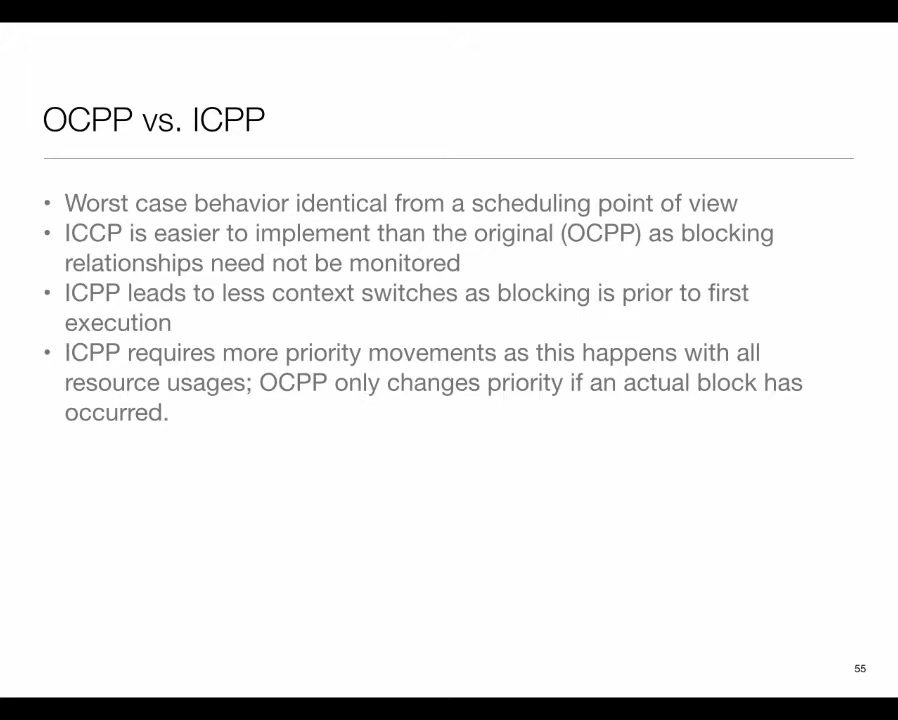 OCPP vs. ICPP
• Worst case behavior identical from a scheduling point of view
• ICCP is easier to implement than the original (OCPP) as blocking
relationships need not be monitored
• ICPP leads to less context switches as blocking is prior to first
execution
• ICPP requires more priority movements as this happens with all
resource usages; OCPP only changes priority if an actual block has
occurred.
55